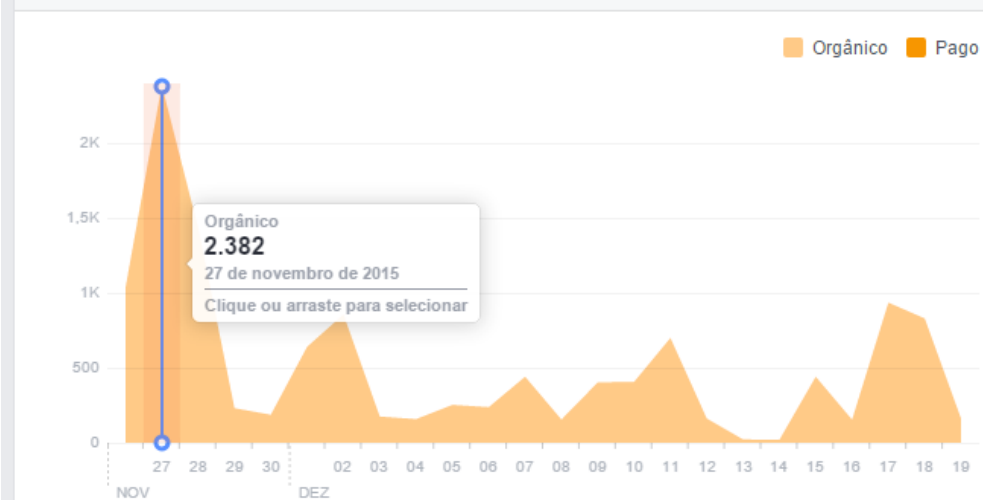 Orgânico Pago
2K
1,5K
1K
500
0
Orgânico
2.382
27 de novembro de 2015
Clique ou arraste para selecionar
27 28 29 30 02 03 04 05 06 07 08 09 10 11 12 13 14 15 16 17 18 19
NOV DEZ